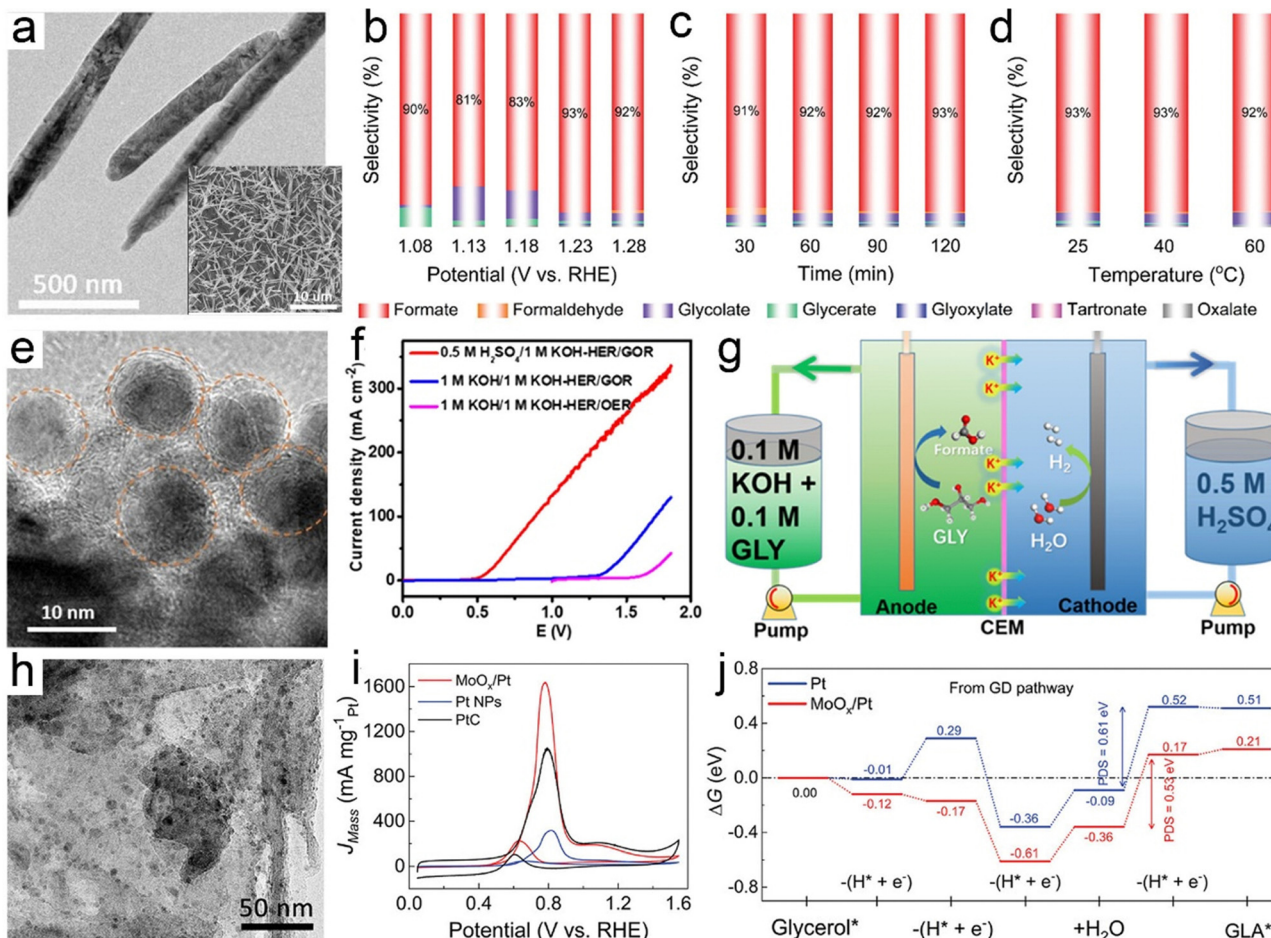 a
500 nm
10 um
b
Selectivity (%)
90%
81%
83%
93%
92%
1.08
1.13
1.18
1.23
1.28
Potential (V vs. RHE)
c
Selectivity (%)
91%
92%
92%
93%
30
60
90
120
Time (min)
d
Selectivity (%)
93%
93%
92%
25
40
60
Temperature (°C)
Formate
Formaldehyde
Glycolate
Glycerate
Glyoxylate
Tartronate
Oxalate
e
10 nm
f
Current density (mA cm⁻²)
300
200
100
0
0.5 M H₂SO₄/1 M KOH-HER/GOR
1 M KOH/1 M KOH-HER/GOR
1 M KOH/1 M KOH-HER/OER
0.0
0.5
1.0
1.5
2.0
E (V)
g
0.1 M
KOH +
0.1 M
GLY
Pump
Formate
GLY
Anode
K⁺
K⁺
K⁺
K⁺
K⁺
K⁺
CEM
H₂
H₂O
Cathode
0.5 M
H₂SO₄
Pump
h
50 nm
i
J_Mass (mA mg⁻¹_Pt)
1600
1200
800
400
0
MoOₓ/Pt
Pt NPs
PtC
0.0
0.4
0.8
1.2
1.6
Potential (V vs. RHE)
j
ΔG (eV)
0.4
0.0
-0.4
-0.8
Pt
MoOₓ/Pt
From GD pathway
0.00
-0.01
-0.12
0.29
-0.17
-0.36
-0.61
-0.09
-0.36
PDS = 0.61 eV
0.52
0.51
0.17
0.21
PDS = 0.53 eV
-(H* + e⁻)
-(H* + e⁻)
-(H* + e⁻)
Glycerol*
-(H* + e⁻)
+H₂O
GLA*